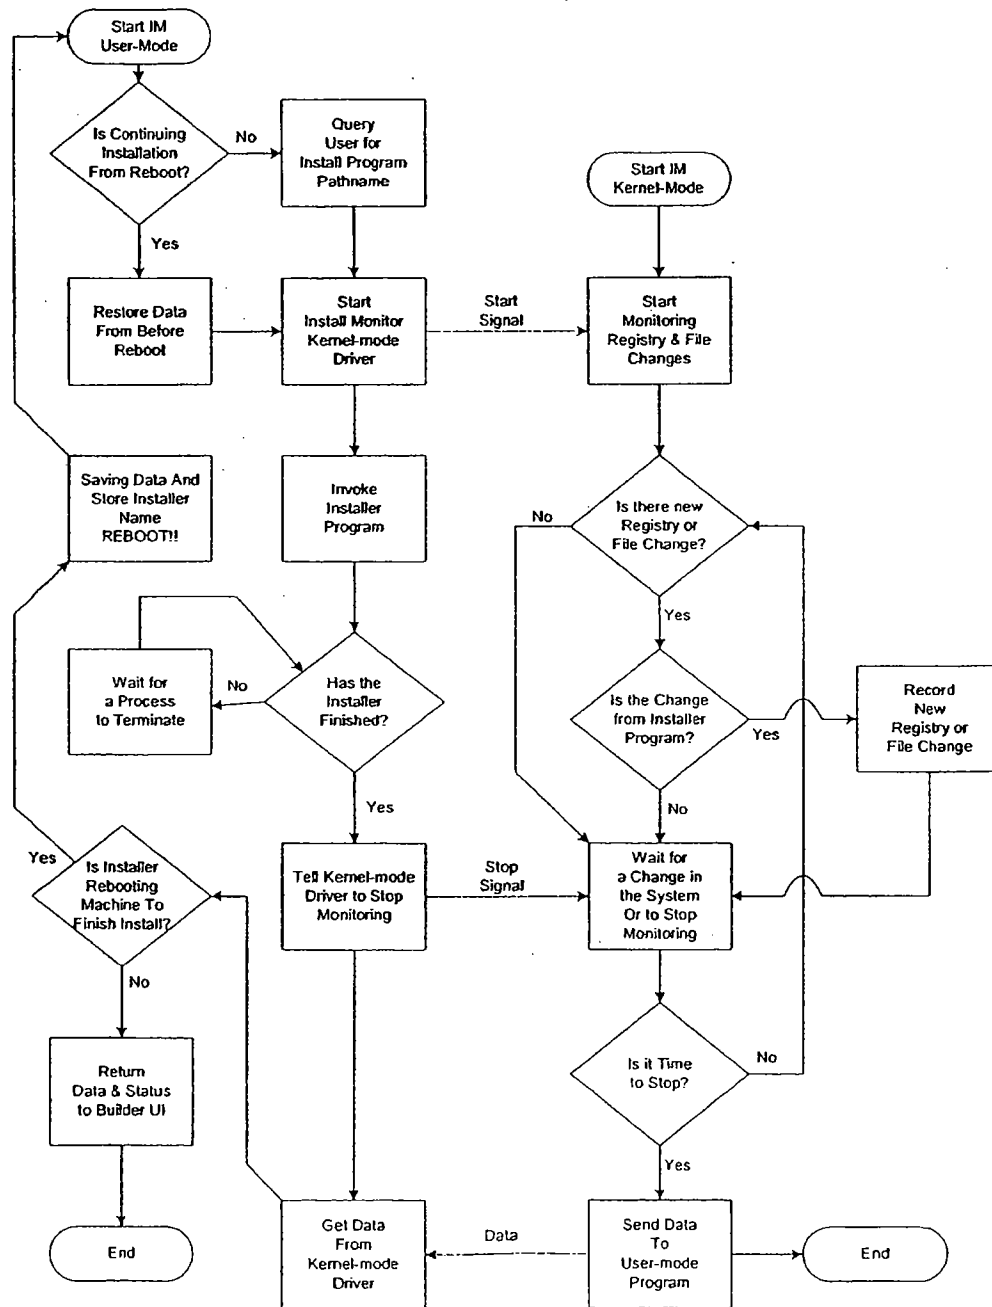 Start IM
User-Mode
Is Continuing
Installation
From Reboot?
No
Yes
Query
User for
Install Program
Pathname
Start IM
Kernel-Mode
Restore Data
From Before
Reboot
Start
Install Monitor
Kernel-mode
Driver
Start
Signal
Start
Monitoring
Registry & File
Changes
Saving Data And
Store Installer
Name
REBOOT!!
Invoke
Installer
Program
No
Is there new
Registry or
File Change?
Yes
Wait for
a Process
to Terminate
No
Has the
Installer
Finished?
Yes
Is the Change
from Installer
Program?
Yes
No
Record
New
Registry or
File Change
Yes
Is Installer
Rebooting
Machine To
Finish Install?
No
Tell Kernel-mode
Driver to Stop
Monitoring
Stop
Signal
Wait for
a Change in
the System
Or to Stop
Monitoring
Return
Data & Status
to Builder UI
Is it Time
to Stop?
No
Yes
End
Get Data
From
Kernel-mode
Driver
Data
Send Data
To
User-mode
Program
End